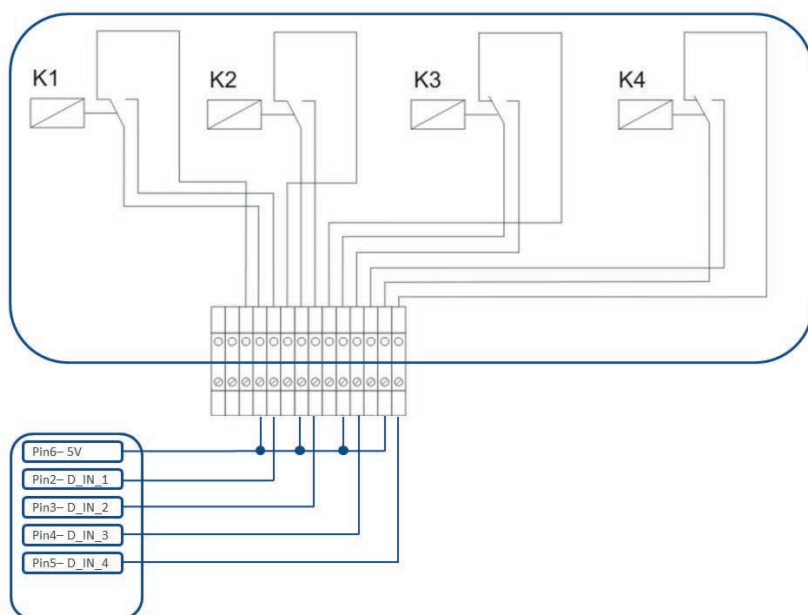 K1
K2
K3
K4
Pin6– 5V
Pin2– D_IN_1
Pin3– D_IN_2
Pin4– D_IN_3
Pin5– D_IN_4